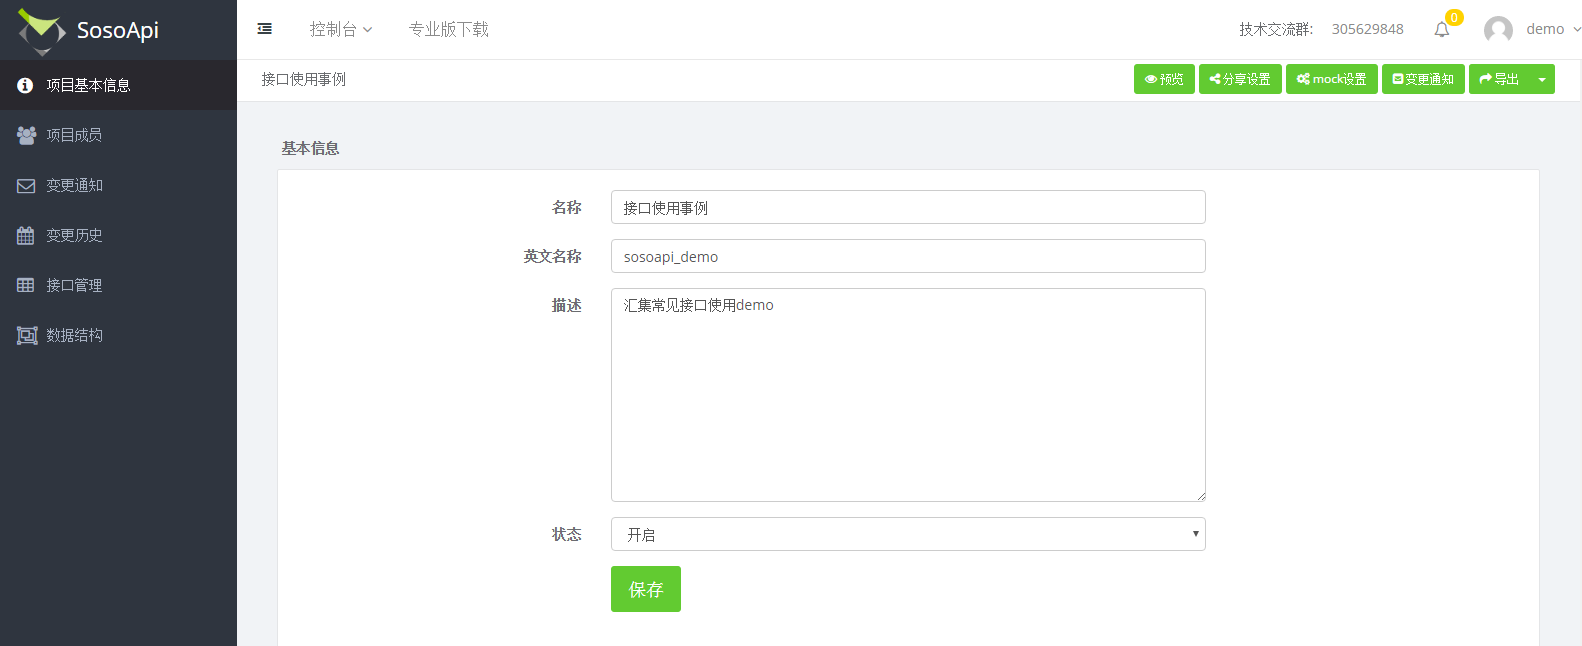 SosoApi
控制台 专业版下载 技术交流群: 305629848 0 demo
接口使用事例 预览 分享设置 mock设置 变更通知 导出
项目基本信息
项目成员
变更通知
变更历史
接口管理
数据结构
基本信息
名称 接口使用事例
英文名称 sosoapi_demo
描述 汇集常见接口使用demo
状态 开启
保存